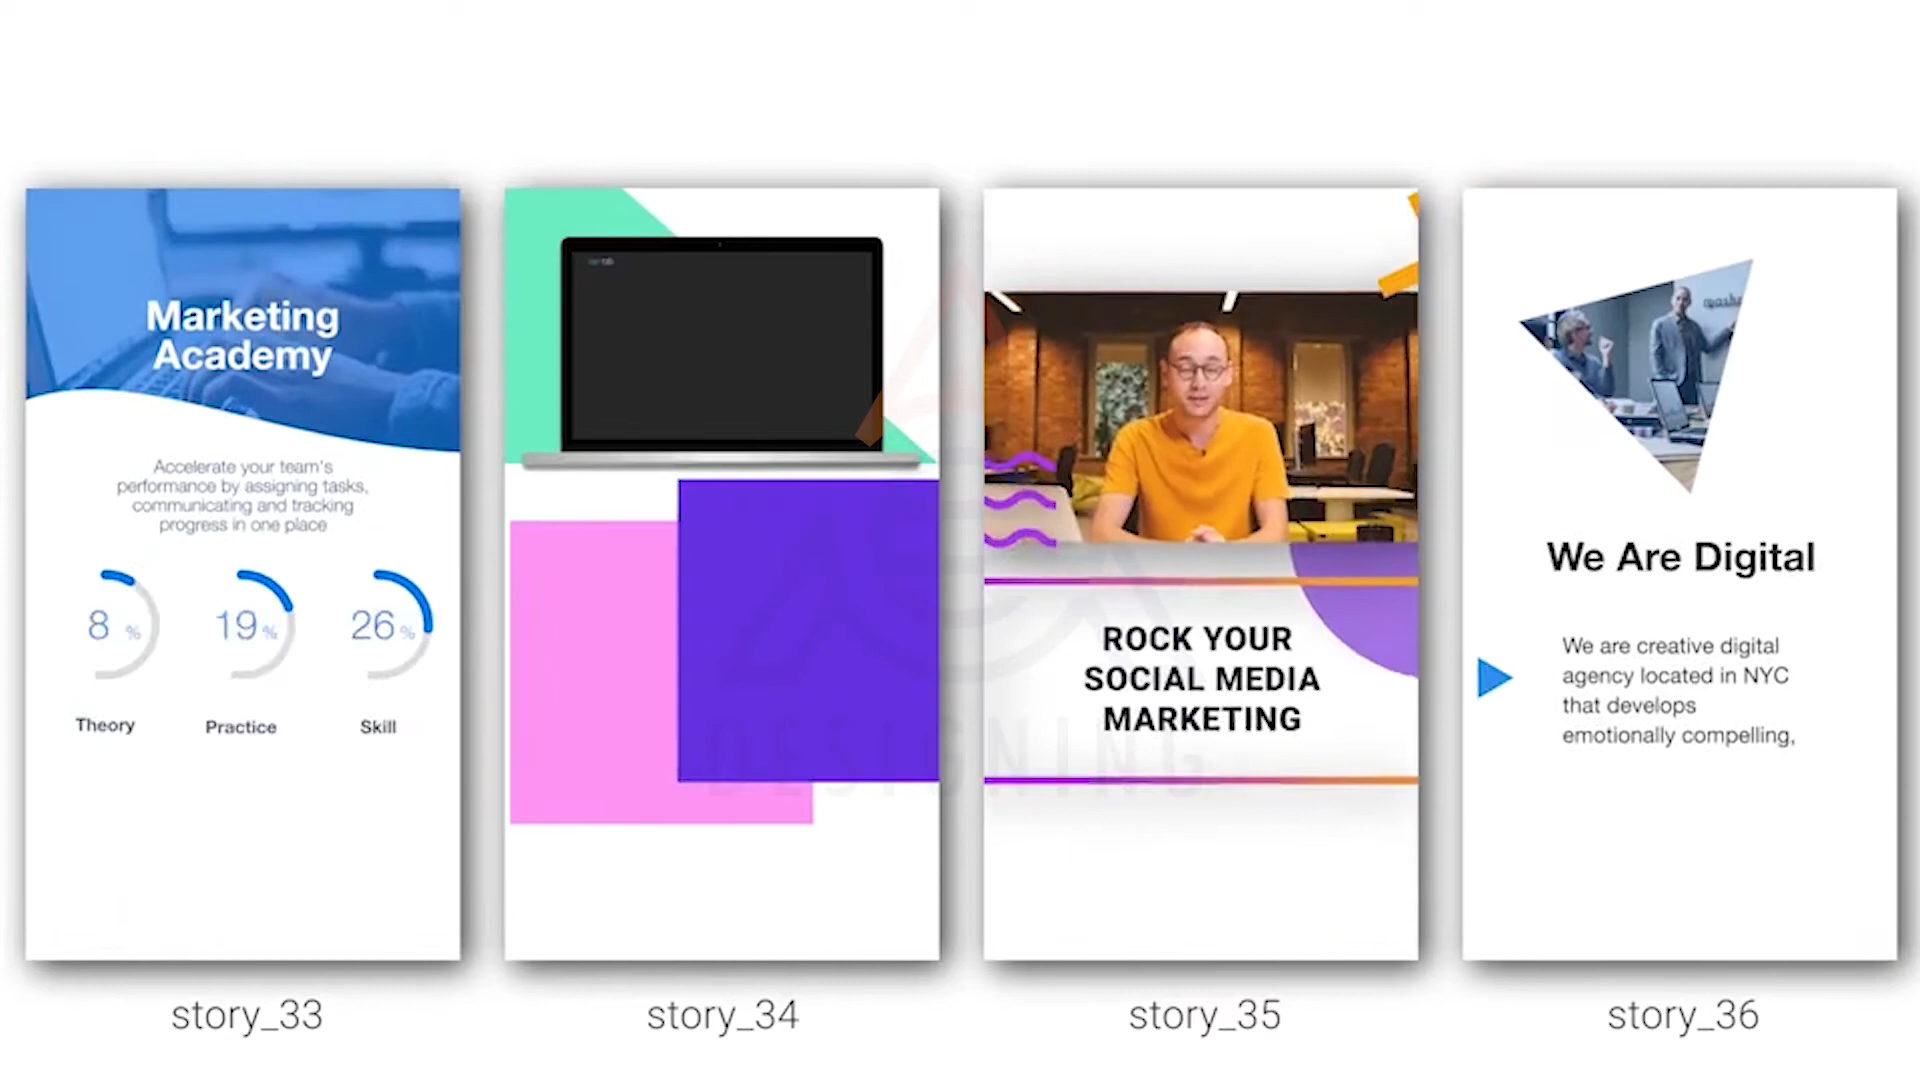 Marketing
Academy
Accelerate your team's
performance by assigning tasks,
communicating and tracking
progress in one place
8 %
19 %
26 %
Theory
Practice
Skill
story_33
story_34
ROCK YOUR
SOCIAL MEDIA
MARKETING
story_35
We Are Digital
We are creative digital
agency located in NYC
that develops
emotionally compelling,
story_36
DESIGNING